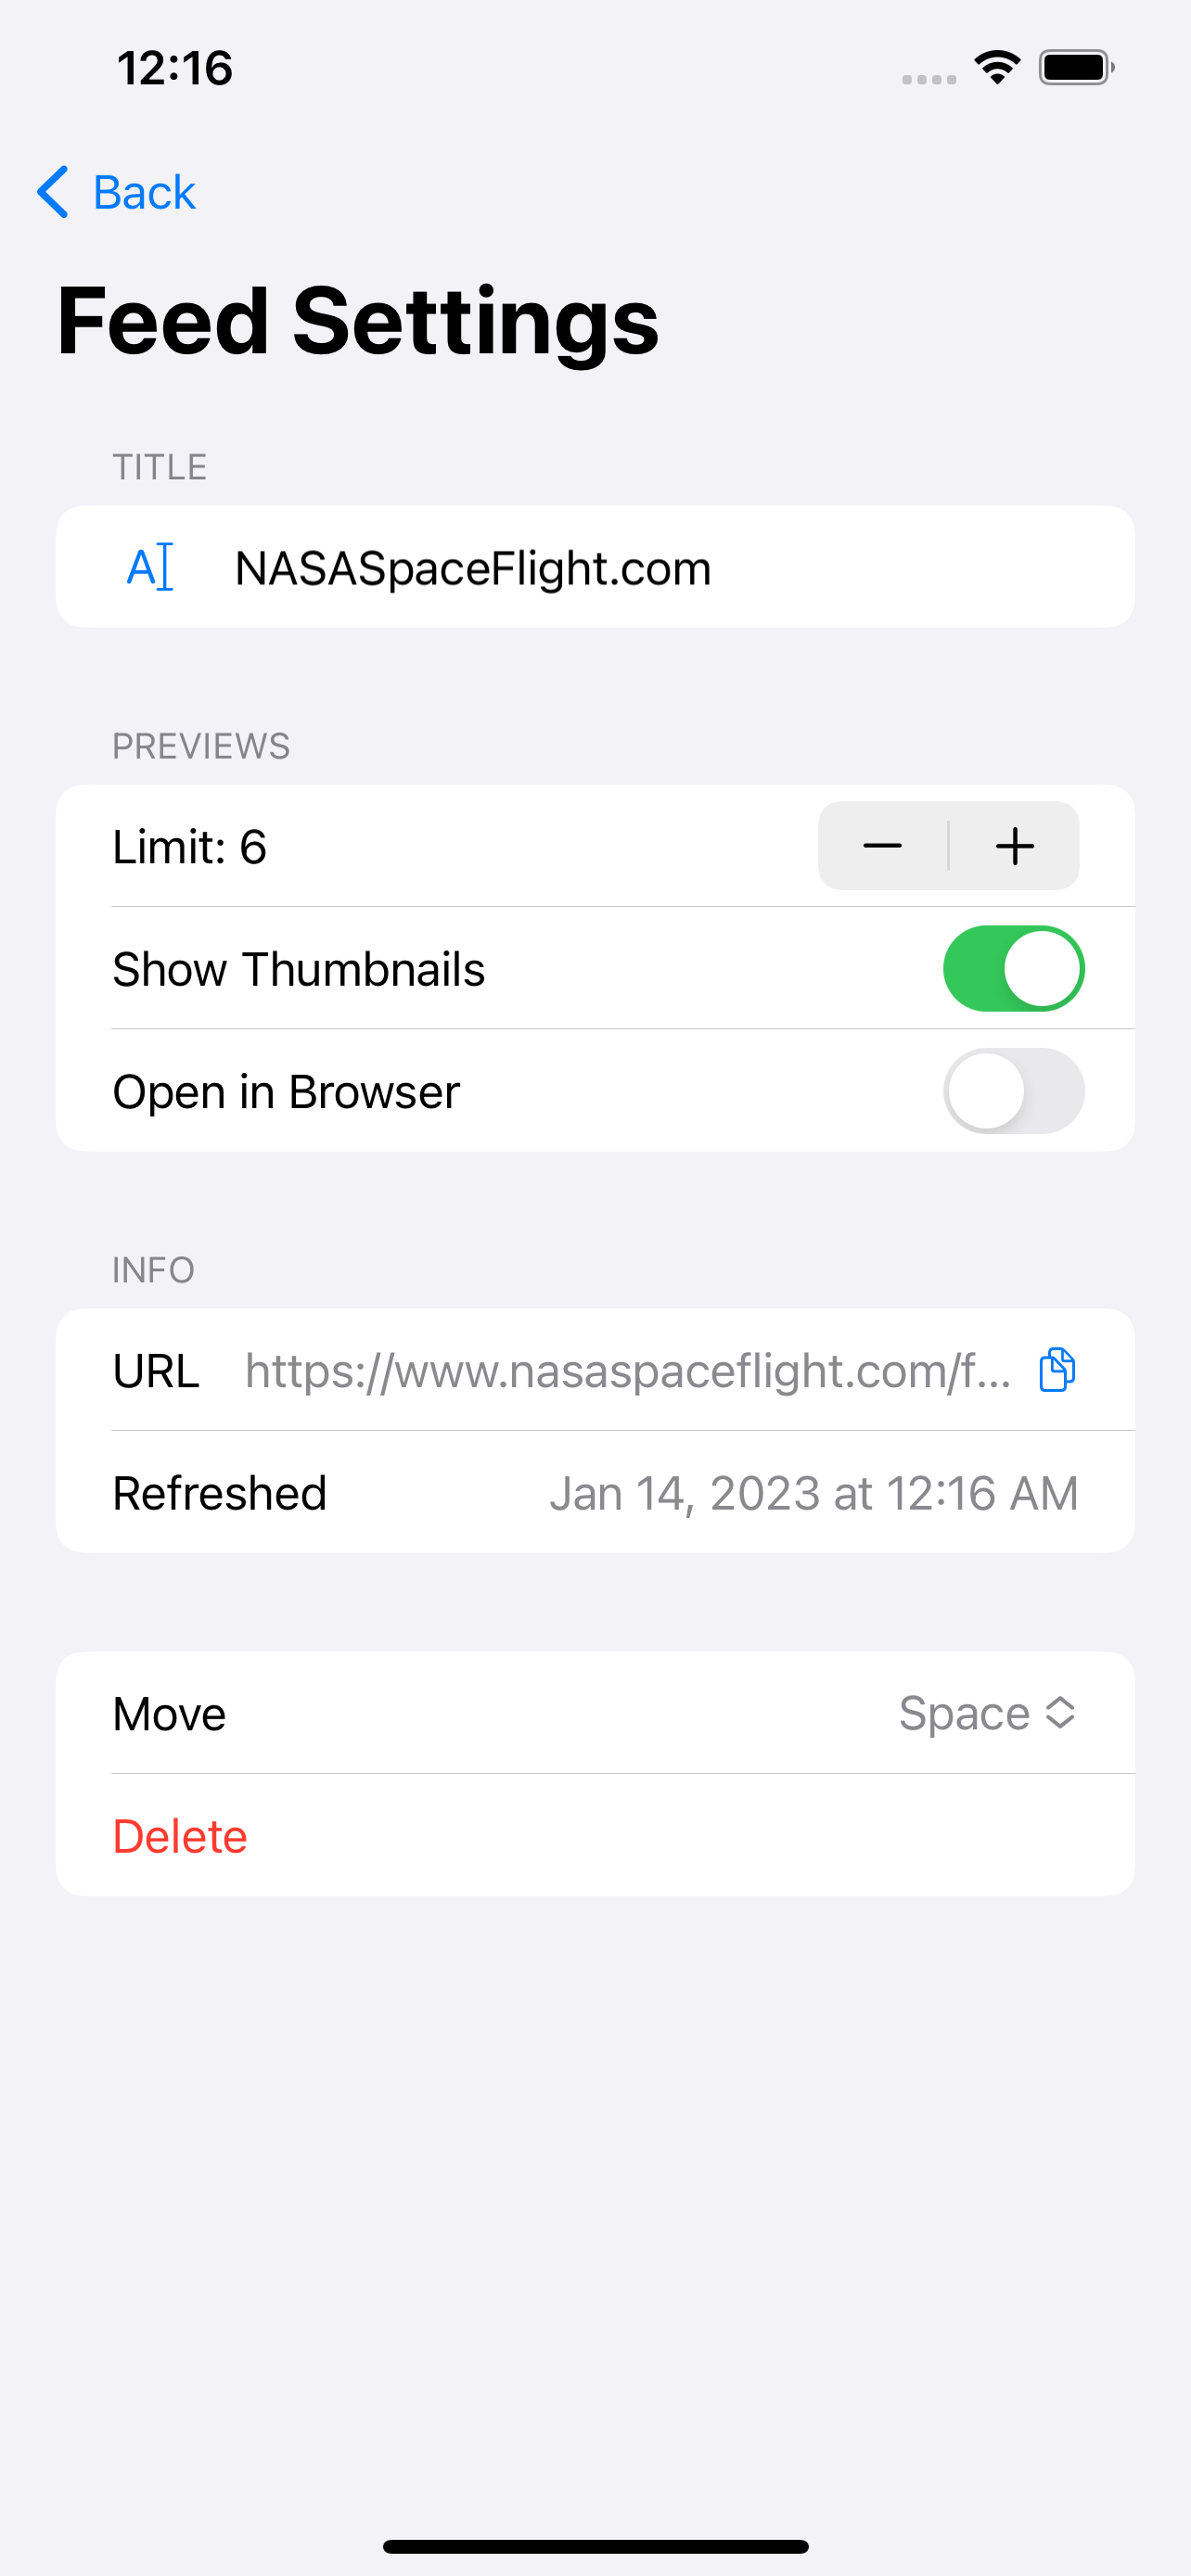 12:16
Back
Feed Settings
TITLE
NASASpaceFlight.com
PREVIEWS
Limit: 6
Show Thumbnails
Open in Browser
INFO
URL https://www.nasaspaceflight.com/f...
Refreshed Jan 14, 2023 at 12:16 AM
Move Space
Delete